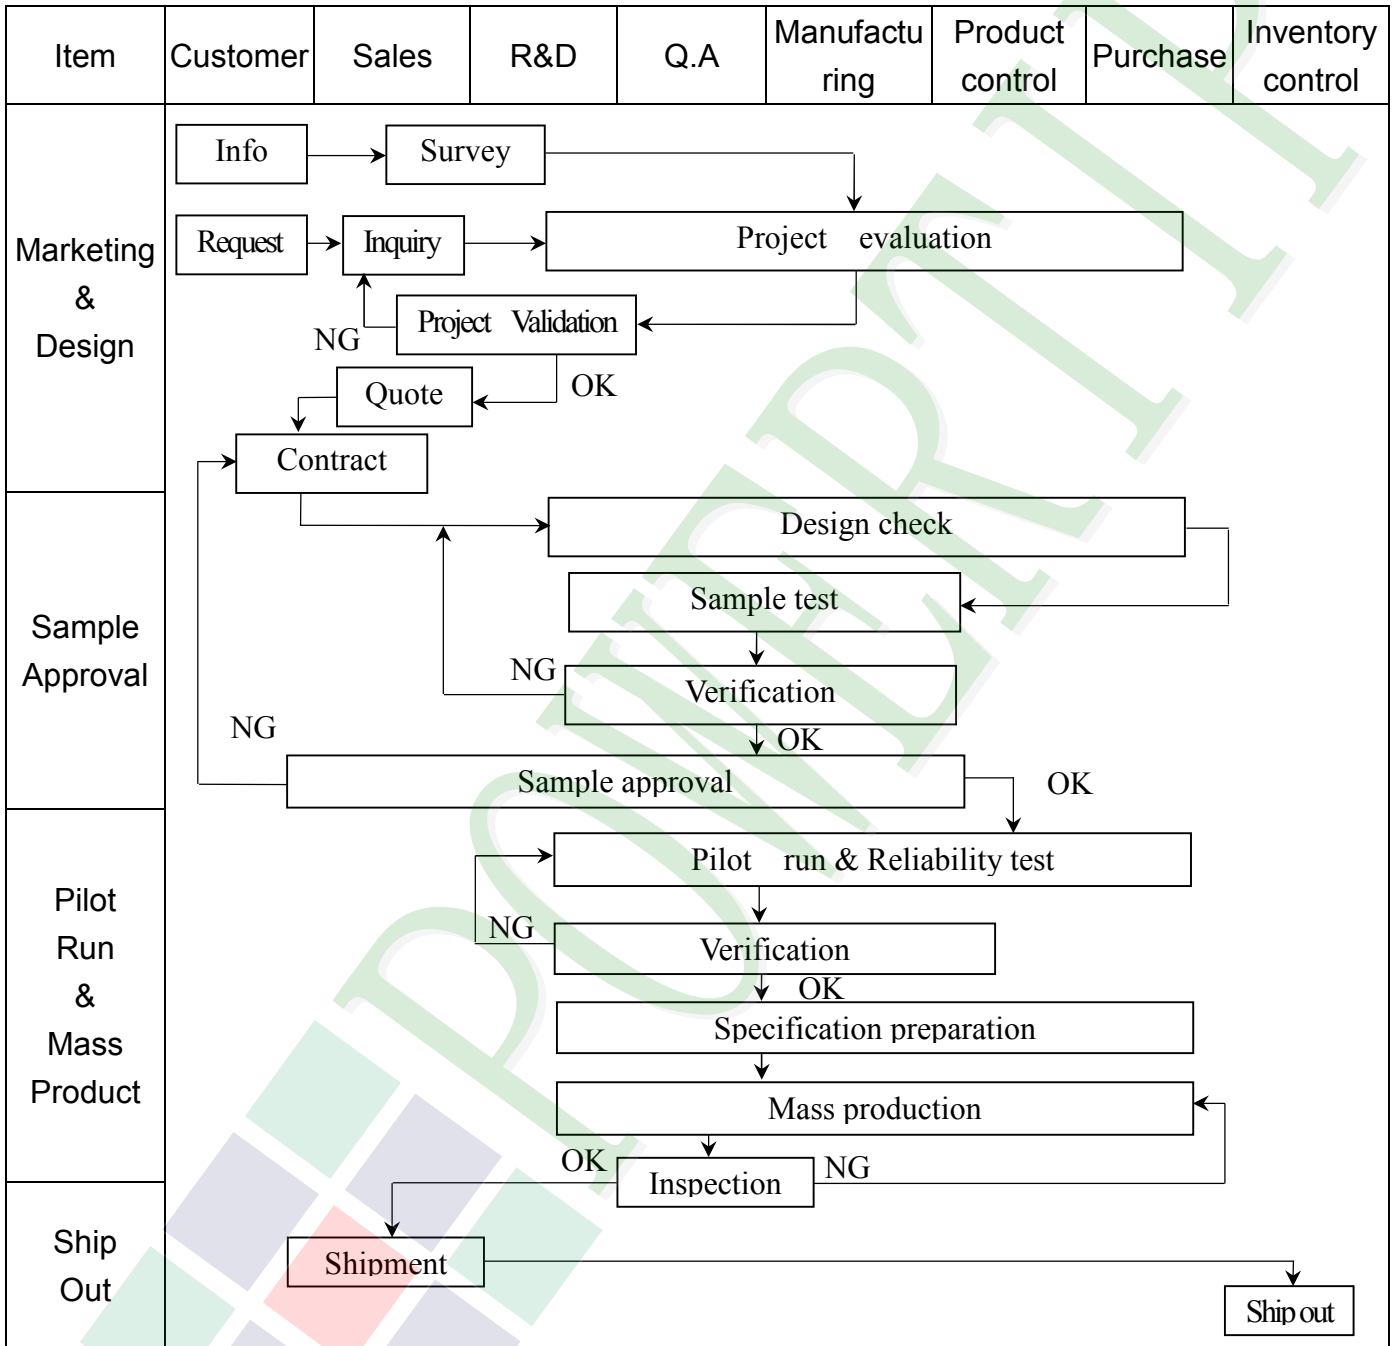 Item
Customer
Sales
R&D
Q.A
Manufactu
ring
Product
control
Purchase
Inventory
control
Marketing
&
Design
Info
Survey
Request
Inquiry
Project evaluation
Project Validation
NG
OK
Quote
Contract
Sample
Approval
Design check
Sample test
NG
Verification
OK
NG
Sample approval
OK
Pilot
Run
&
Mass
Product
Pilot run & Reliability test
NG
Verification
OK
Specification preparation
Mass production
OK
Inspection
NG
Ship
Out
Shipment
Ship out
POWERTIP